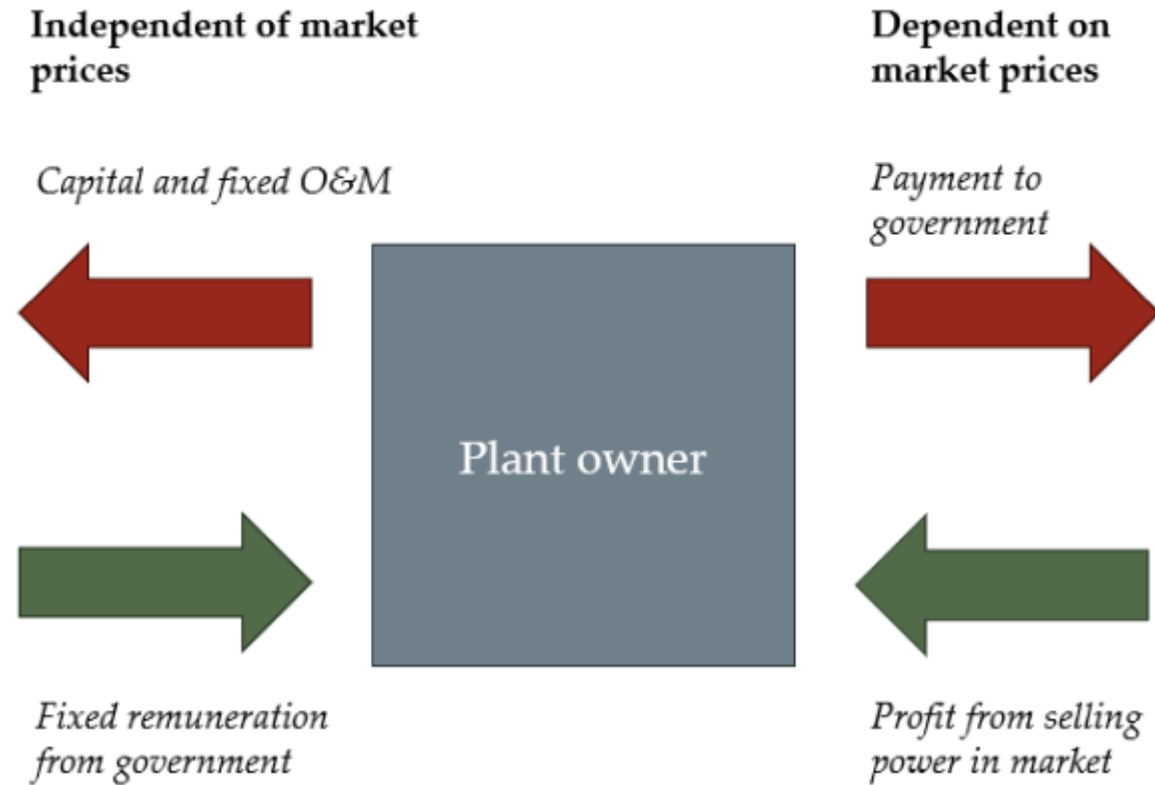 Independent of market
prices
Dependent on
market prices
Capital and fixed O&M
Payment to
government
Plant owner
Fixed remuneration
from government
Profit from selling
power in market